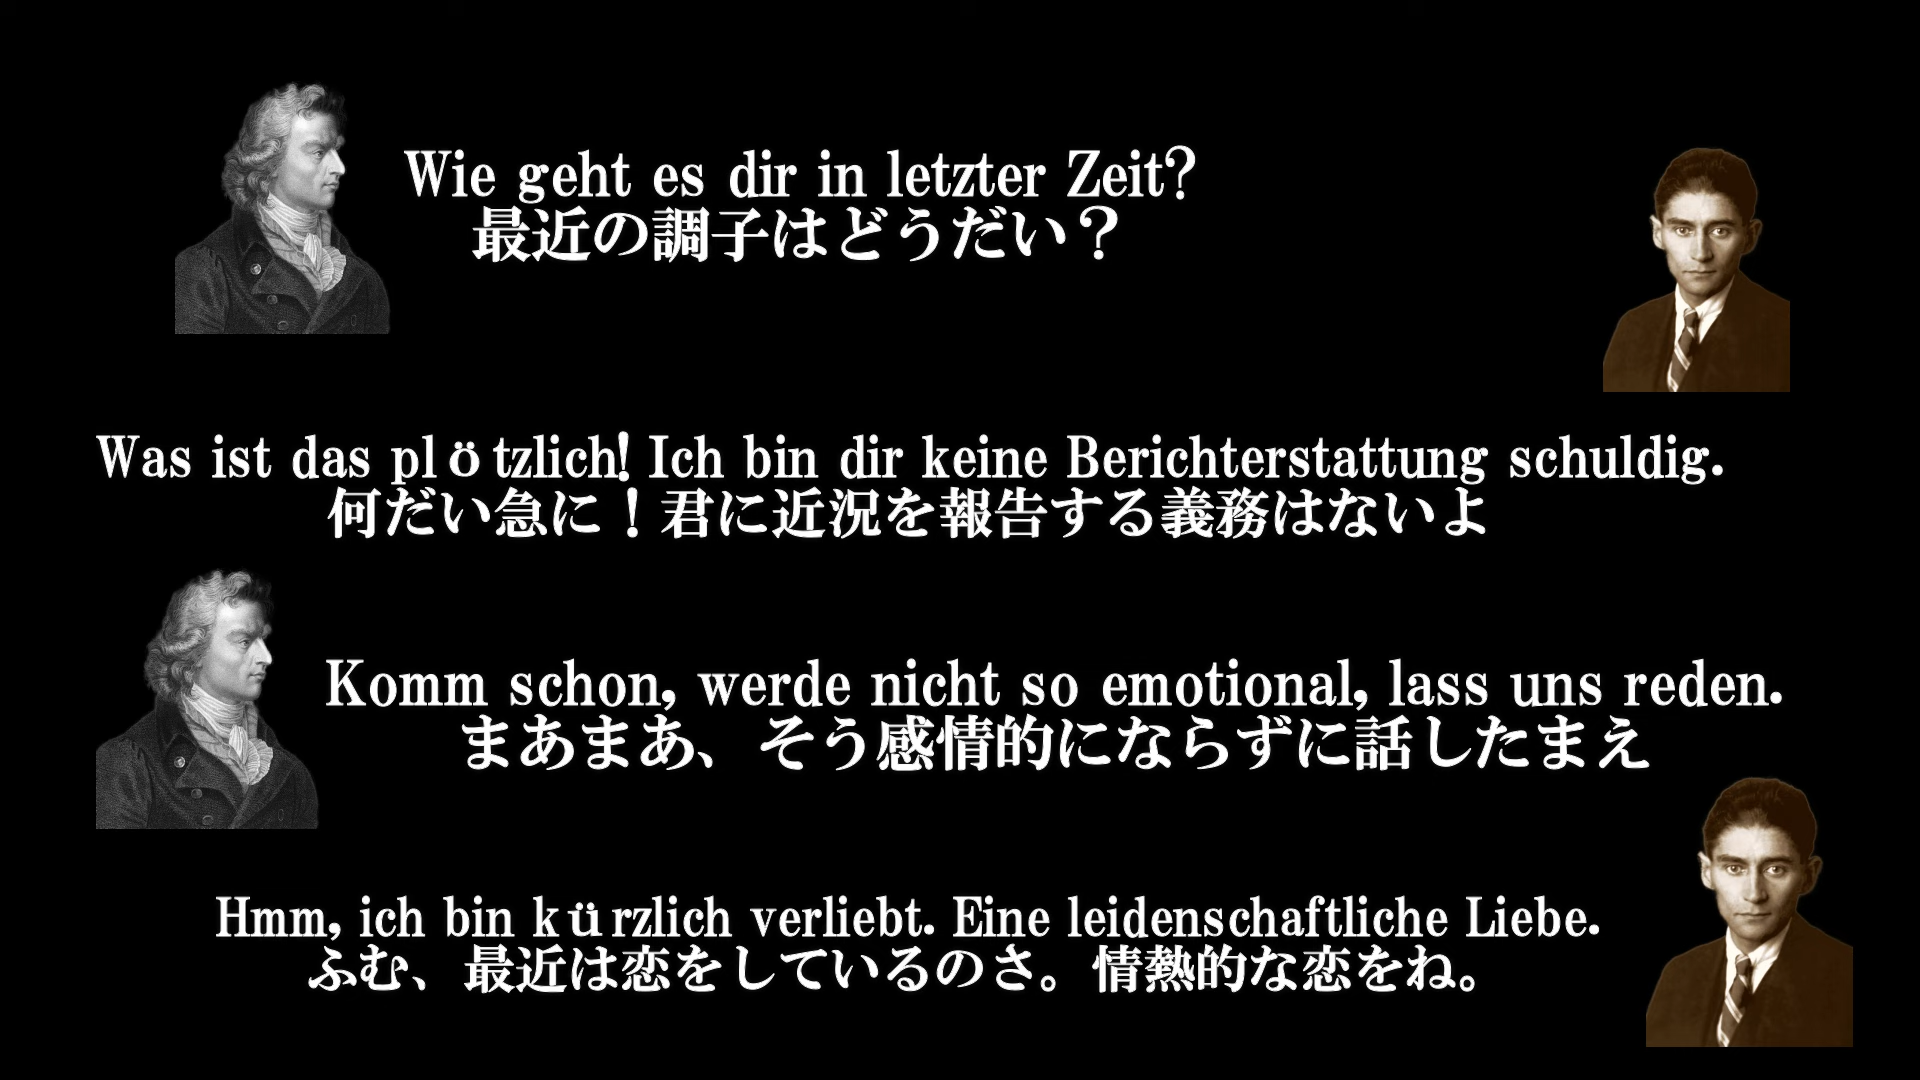 Wie geht es dir in letzter Zeit?
最近の調子はどうだい？
Was ist das plötzlich! Ich bin dir keine Berichterstattung schuldig.
何だい急に！君に近況を報告する義務はないよ
Komm schon, werde nicht so emotional, lass uns reden.
まあまあ、そう感情的にならずに話したまえ
Hmm, ich bin kürzlich verliebt. Eine leidenschaftliche Liebe.
ふむ、最近は恋をしているのさ。情熱的な恋をね。